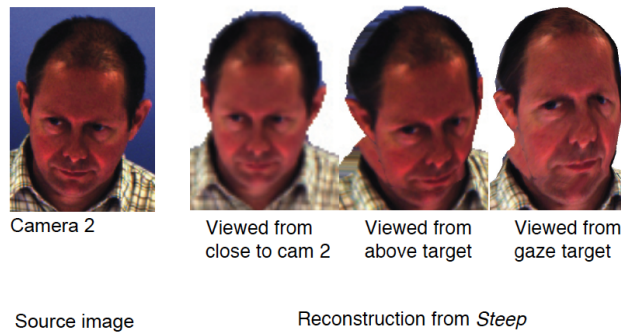 Camera 2
Viewed from
close to cam 2
Viewed from
above target
Viewed from
gaze target
Source image
Reconstruction from Steep